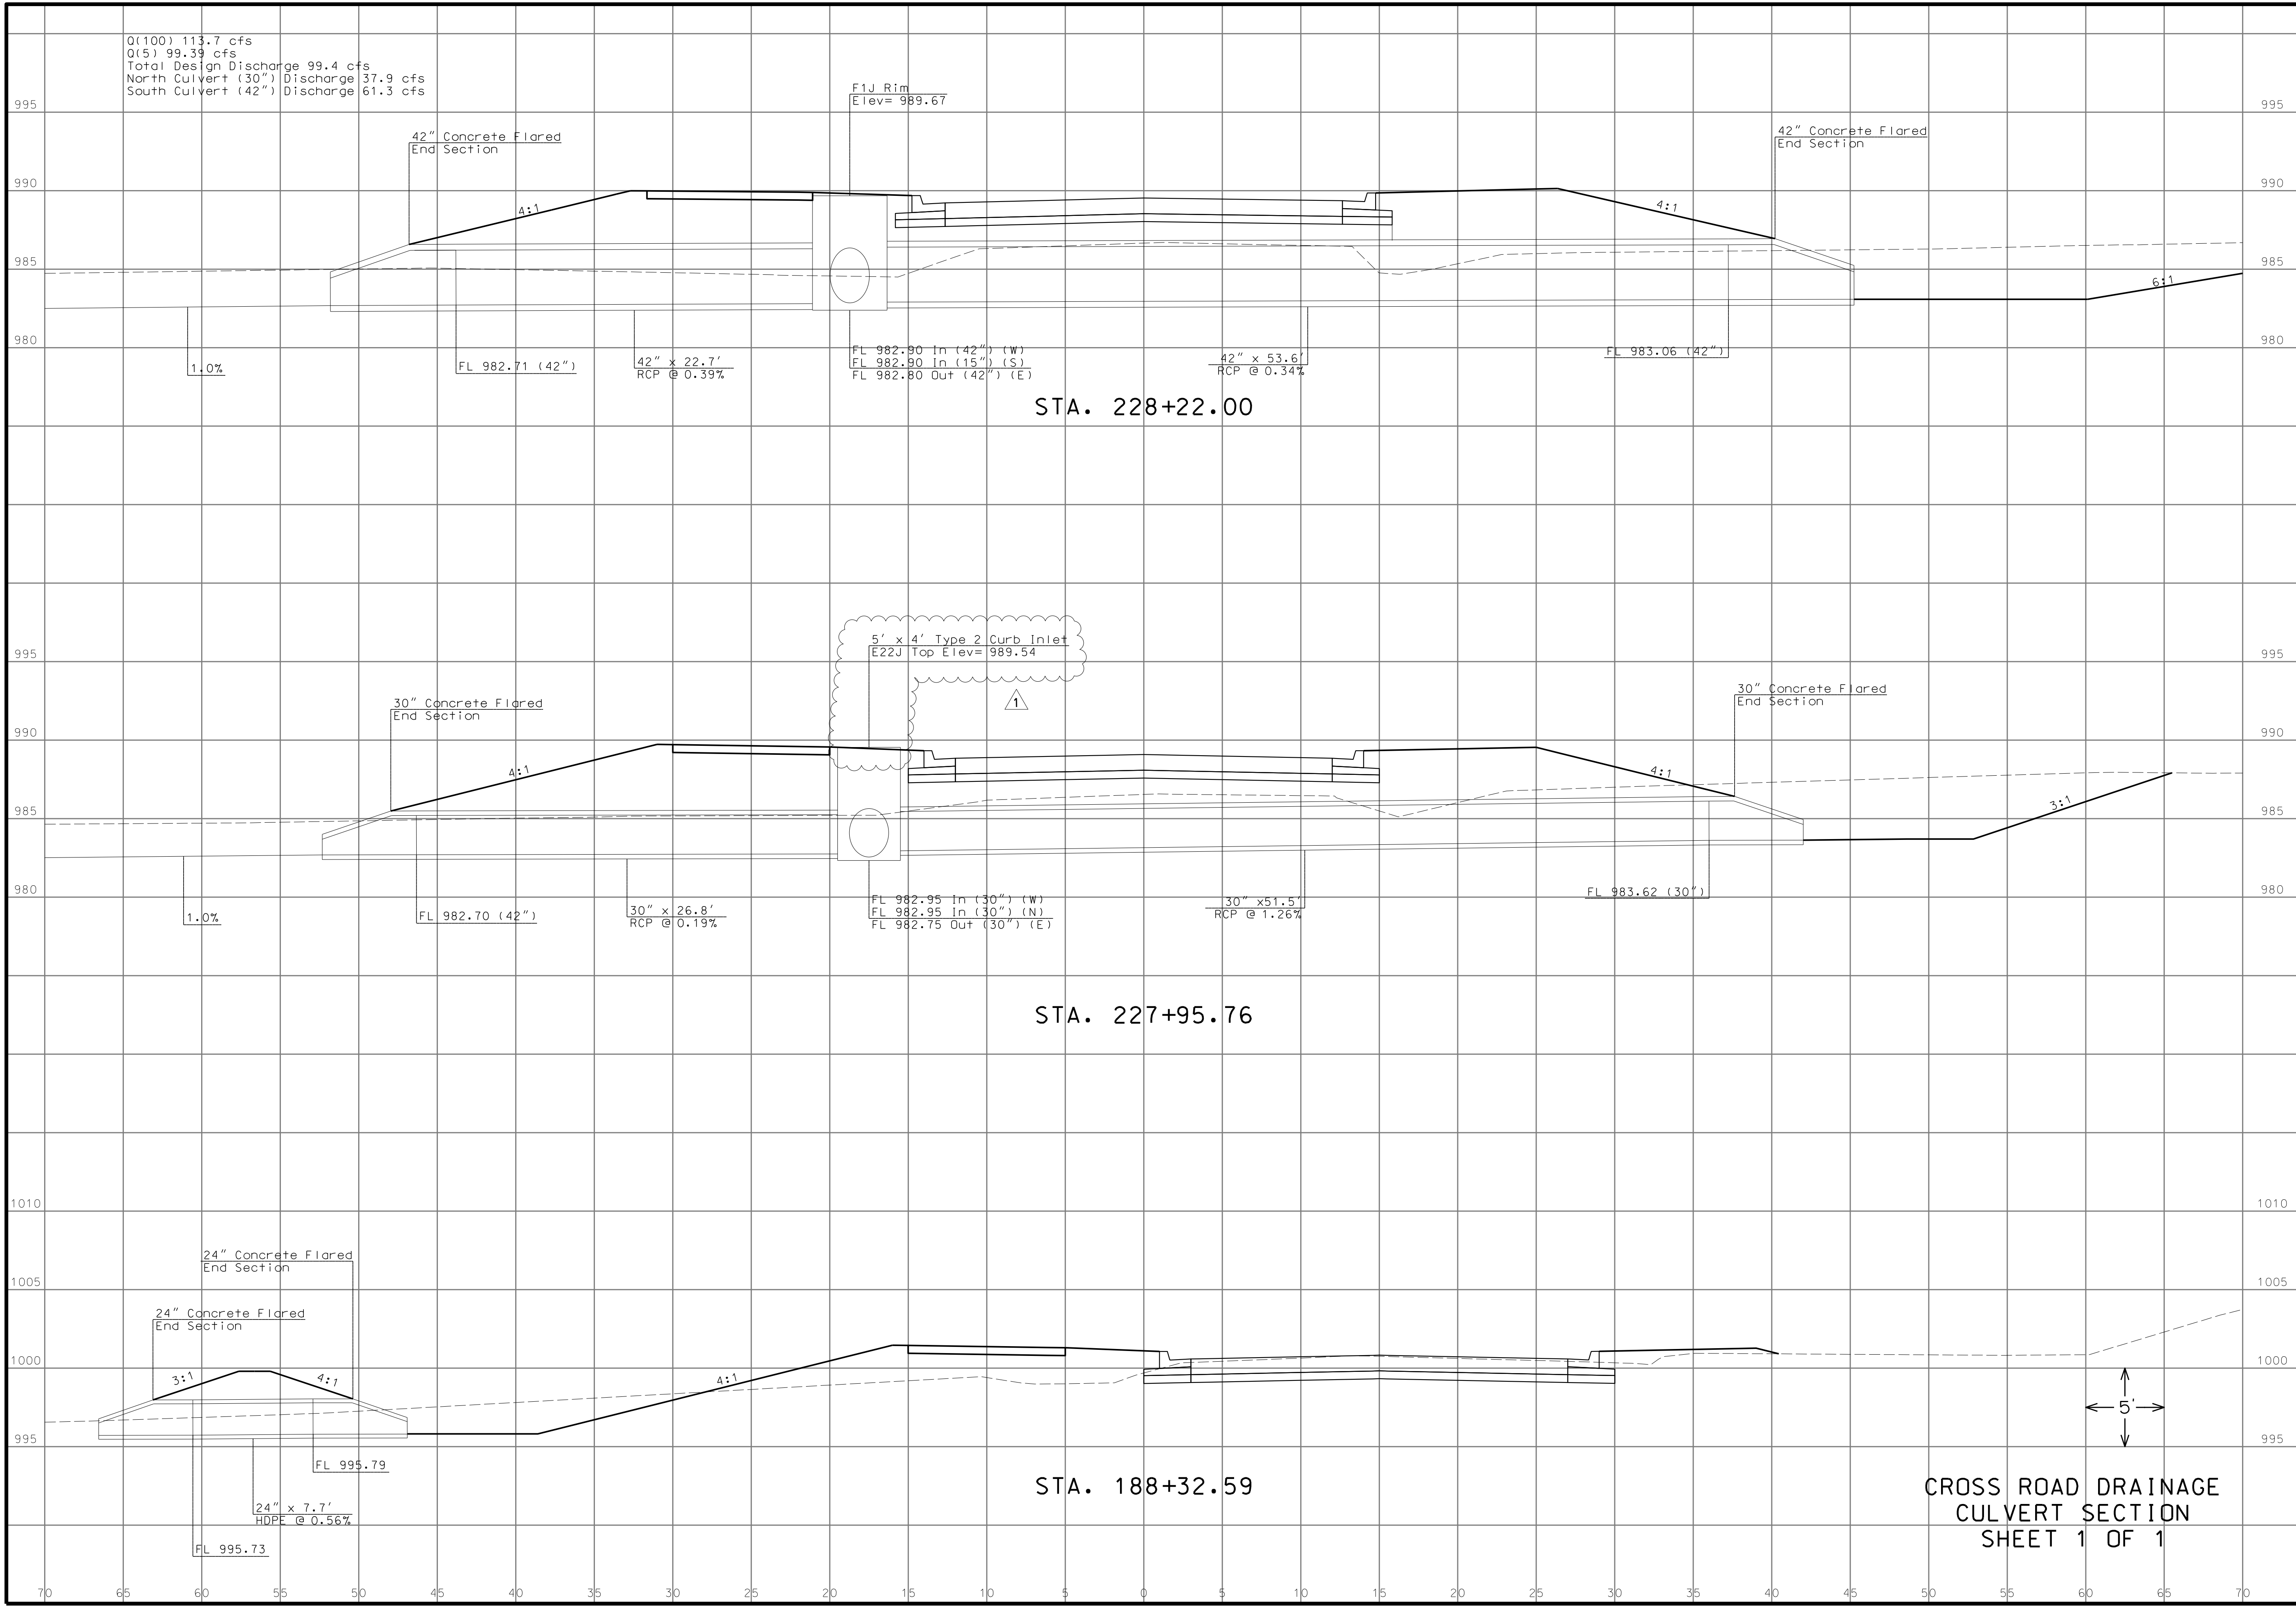 Q(100) 113.7 cfs
Q(5) 99.39 cfs
Total Design Discharge 99.4 cfs
North Culvert (30") Discharge 37.9 cfs
South Culvert (42") Discharge 61.3 cfs
F1J Rim
Elev= 989.67
995
995
42" Concrete Flared
End Section
42" Concrete Flared
End Section
990
990
4:1
4:1
985
985
6:1
980
980
1.0%
FL 982.71 (42")
42" x 22.7'
RCP @ 0.39%
FL 982.90 In (42") (W)
FL 982.90 In (15") (S)
FL 982.80 Out (42") (E)
42" x 53.6'
RCP @ 0.34%
FL 983.06 (42")
STA. 228+22.00
5' x 4' Type 2 Curb Inlet
E22J Top Elev= 989.54
995
995
30" Concrete Flared
End Section
1
30" Concrete Flared
End Section
990
990
4:1
4:1
985
985
3:1
980
980
1.0%
FL 982.70 (42")
30" x 26.8'
RCP @ 0.19%
FL 982.95 In (30") (W)
FL 982.95 In (30") (N)
FL 982.75 Out (30") (E)
30" x51.5'
RCP @ 1.26%
FL 983.62 (30")
STA. 227+95.76
1010
1010
24" Concrete Flared
End Section
1005
1005
24" Concrete Flared
End Section
1000
1000
3:1
4:1
4:1
5'
995
995
FL 995.79
24" x 7.7'
HDPE @ 0.56%
FL 995.73
STA. 188+32.59
CROSS ROAD DRAINAGE
CULVERT SECTION
SHEET 1 OF 1
70 65 60 55 50 45 40 35 30 25 20 15 10 5 0 5 10 15 20 25 30 35 40 45 50 55 60 65 70